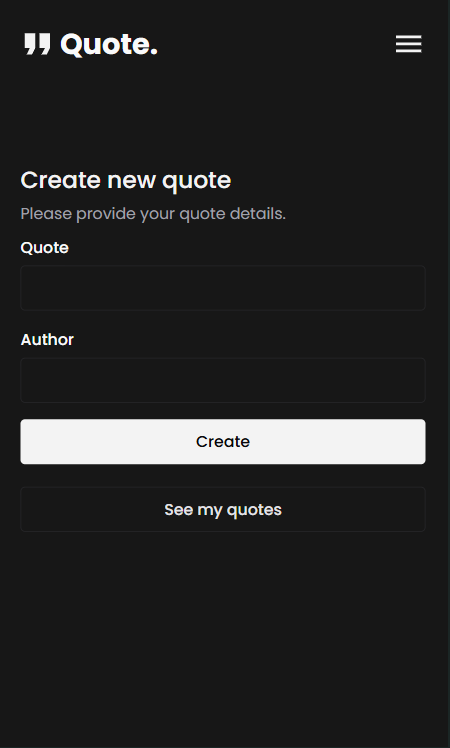 Quote.
Create new quote
Please provide your quote details.
Quote
Author
Create
See my quotes